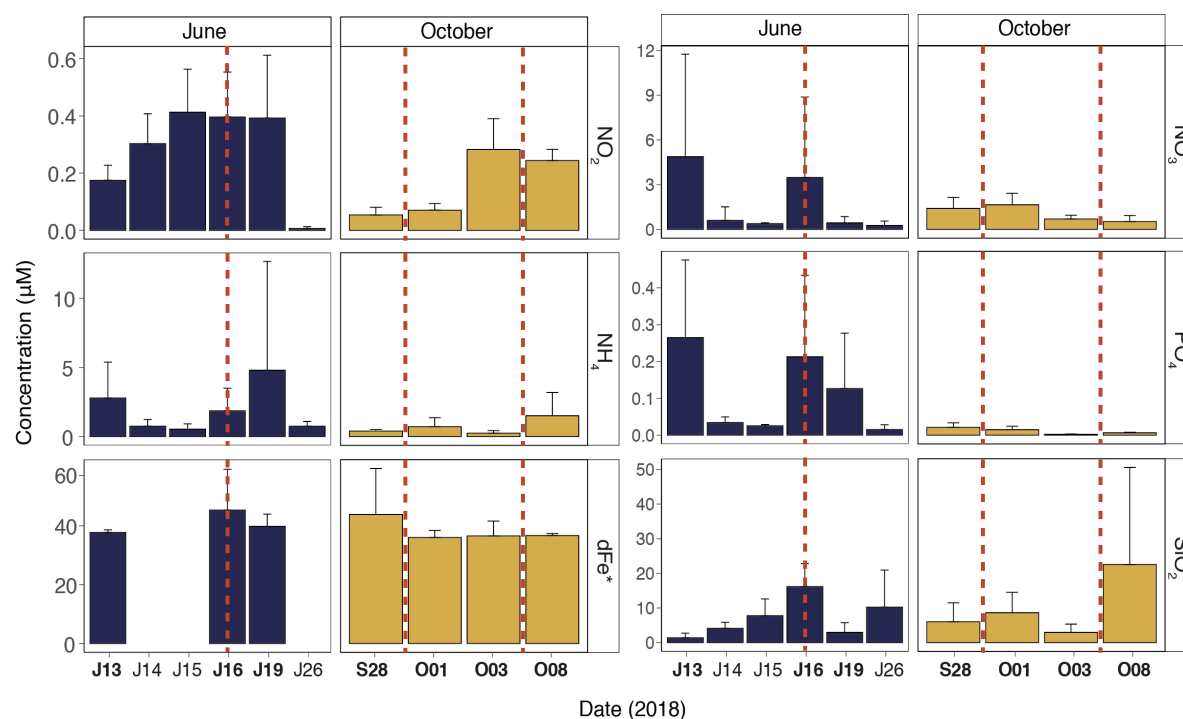 June October June October
0.6
0.4
0.2
0.0
NO2
12
9
6
3
0
NO3
Concentration (µM)
10
5
0
NH4
0.4
0.3
0.2
0.1
0.0
PO4
60
40
20
0
dFe*
50
40
30
20
10
0
SiO2
J13 J14 J15 J16 J19 J26 S28 O01 O03 O08 J13 J14 J15 J16 J19 J26 S28 O01 O03 O08
Date (2018)